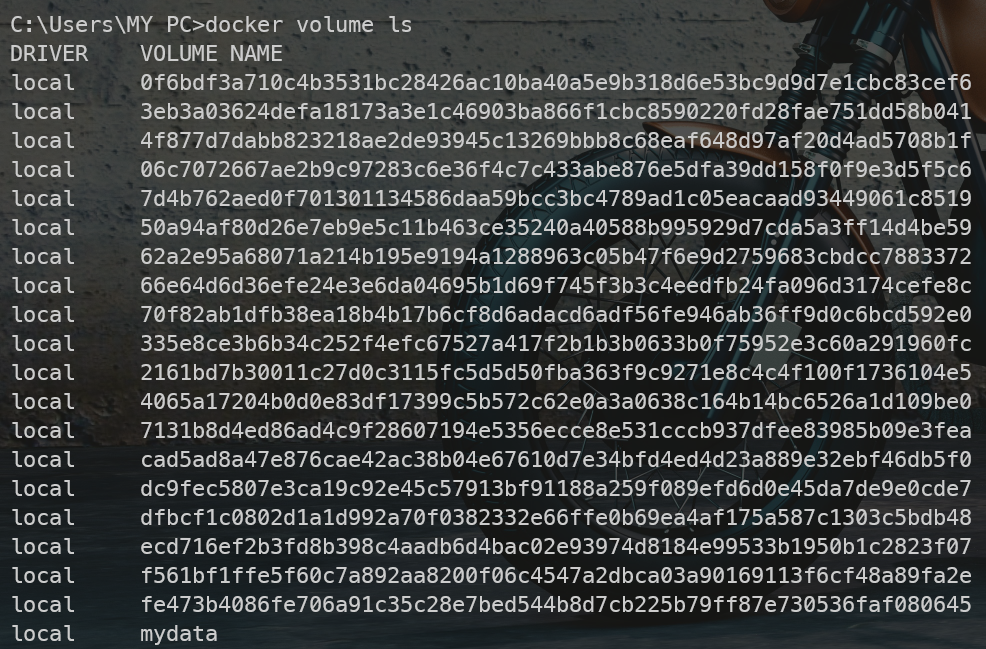 C:\Users\MY PC>docker volume ls
DRIVER    VOLUME NAME
local     0f6bdf3a710c4b3531bc28426ac10ba40a5e9b318d6e53bc9d9d7e1cbc83cef6
local     3eb3a03624defa18173a3e1c46903ba866f1cbc8590220fd28fae751dd58b041
local     4f877d7dabb823218ae2de93945c13269bbb8c68eaf648d97af20d4ad5708b1f
local     06c7072667ae2b9c97283c6e36f4c7c433abe876e5dfa39dd158f0f9e3d5f5c6
local     7d4b762aed0f701301134586daa59bcc3bc4789ad1c05eacaad93449061c8519
local     50a94af80d26e7eb9e5c11b463ce35240a40588b995929d7cda5a3ff14d4be59
local     62a2e95a68071a214b195e9194a1288963c05b47f6e9d2759683cbdcc7883372
local     66e64d6d36efe24e3e6da04695b1d69f745f3b3c4eedfb24fa096d3174cefe8c
local     70f82ab1dfb38ea18b4b17b6cf8d6adacd6adf56fe946ab36ff9d0c6bcd592e0
local     335e8ce3b6b34c252f4efc67527a417f2b1b3b0633b0f75952e3c60a291960fc
local     2161bd7b30011c27d0c3115fc5d5d50fba363f9c9271e8c4c4f100f1736104e5
local     4065a17204b0d0e83df17399c5b572c62e0a3a0638c164b14bc6526a1d109be0
local     7131b8d4ed86ad4c9f28607194e5356ecce8e531cccb937dfee83985b09e3fea
local     cad5ad8a47e876cae42ac38b04e67610d7e34bfd4ed4d23a889e32ebf46db5f0
local     dc9fec5807e3ca19c92e45c57913bf91188a259f089efd6d0e45da7de9e0cde7
local     dfbcf1c0802d1a1d992a70f0382332e66ffe0b69ea4af175a587c1303c5bdb48
local     ecd716ef2b3fd8b398c4aadb6d4bac02e93974d8184e99533b1950b1c2823f07
local     f561bf1ffe5f60c7a892aa8200f06c4547a2dbca03a90169113f6cf48a89fa2e
local     fe473b4086fe706a91c35c28e7bed544b8d7cb225b79ff87e730536faf080645
local     mydata